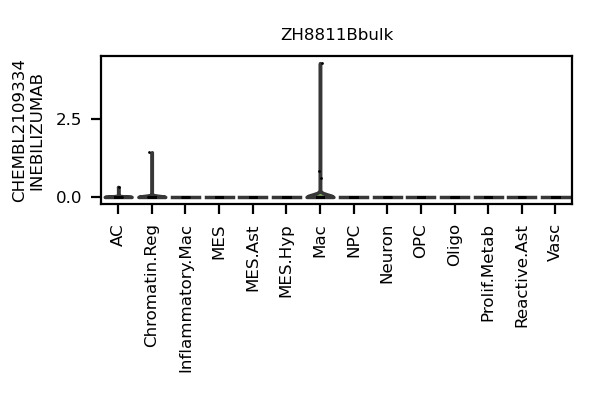 ZH8811Bbulk
CHEMBL2109334
INEBILIZUMAB
2.5
0.0
AC
Chromatin.Reg
Inflammatory.Mac
MES
MES.Ast
MES.Hyp
Mac
NPC
Neuron
OPC
Oligo
Prolif.Metab
Reactive.Ast
Vasc